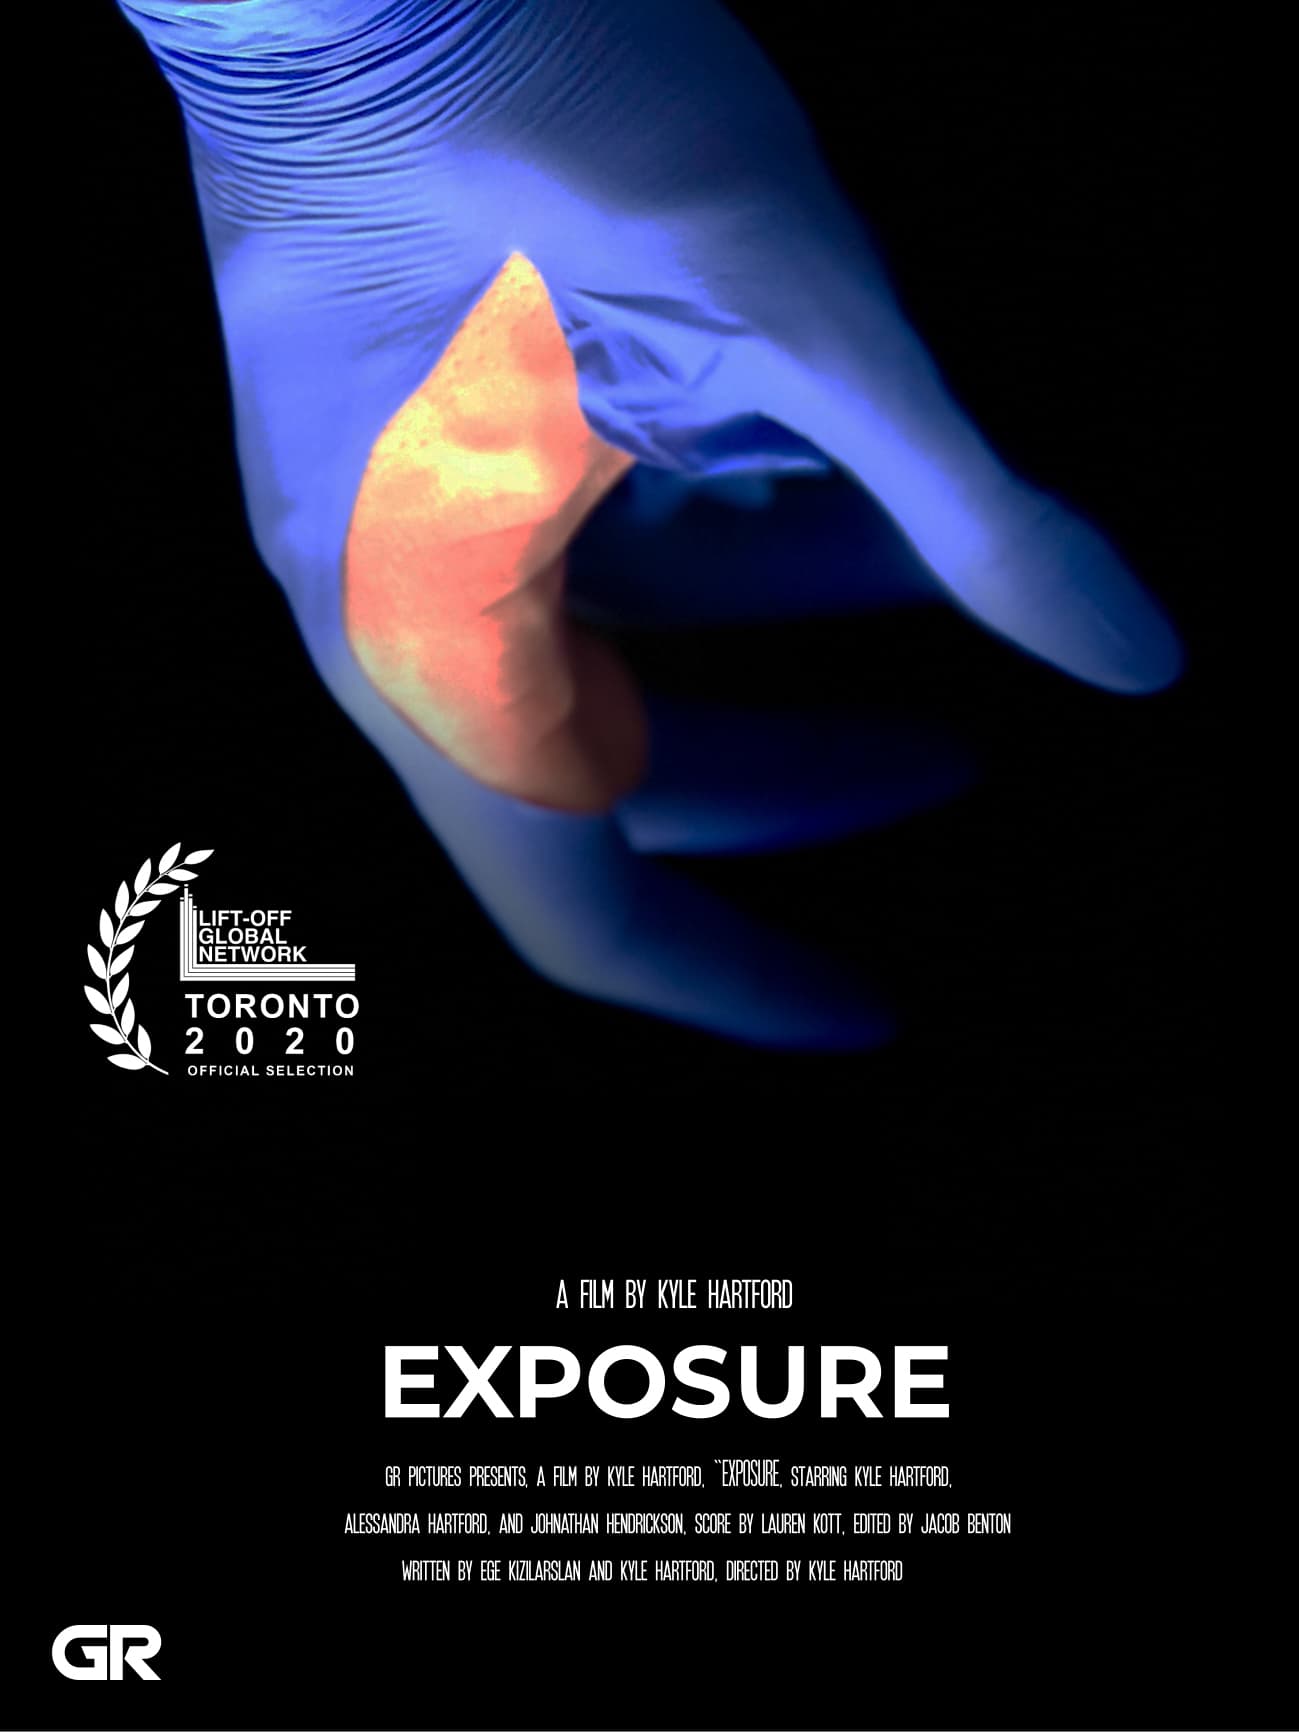 LIFT-OFF
GLOBAL
NETWORK
TORONTO
2020
OFFICIAL SELECTION
A FILM BY KYLE HARTFORD
EXPOSURE
GR PICTURES PRESENTS, A FILM BY KYLE HARTFORD, "EXPOSURE, STARRING KYLE HARTFORD,
ALESSANDRA HARTFORD, AND JOHNATHAN HENDRICKSON, SCORE BY LAUREN KOTT, EDITED BY JACOB BENTON
WRITTEN BY EGE KIZILARSLAN AND KYLE HARTFORD, DIRECTED BY KYLE HARTFORD
GR